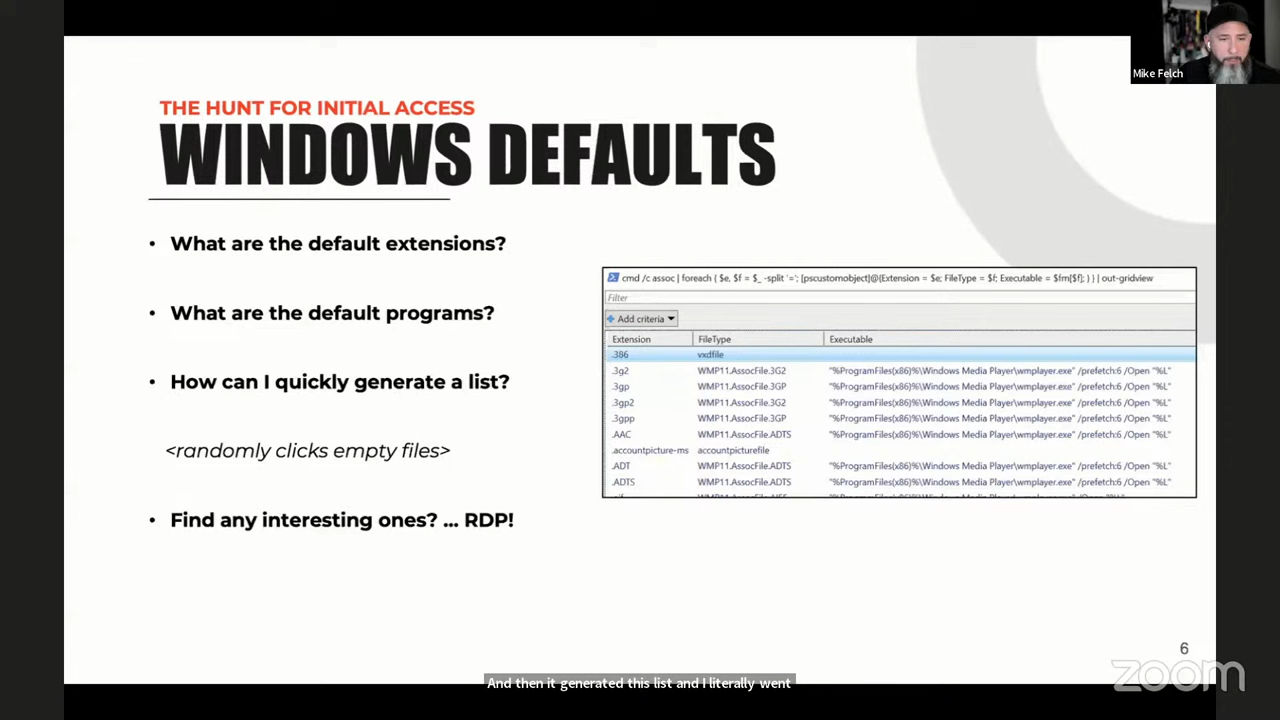 Mike Felch
THE HUNT FOR INITIAL ACCESS
WINDOWS DEFAULTS
• What are the default extensions?
• What are the default programs?
• How can I quickly generate a list?
<randomly clicks empty files>
• Find any interesting ones? ... RDP!
cmd /c assoc | foreach { $e, $f = $_ -split '='; [pscustomobject]@{Extension = $e; FileType = $f; Executable = $fm[$f]; } } | out-gridview
Filter
Add criteria
Extension FileType Executable
.386 vxdfile
.3g2 WMP11.AssocFile.3G2 "%ProgramFiles(x86)%\Windows Media Player\wmplayer.exe" /prefetch:6 /Open "%L"
.3gp WMP11.AssocFile.3GP "%ProgramFiles(x86)%\Windows Media Player\wmplayer.exe" /prefetch:6 /Open "%L"
.3gp2 WMP11.AssocFile.3G2 "%ProgramFiles(x86)%\Windows Media Player\wmplayer.exe" /prefetch:6 /Open "%L"
.3gpp WMP11.AssocFile.3GP "%ProgramFiles(x86)%\Windows Media Player\wmplayer.exe" /prefetch:6 /Open "%L"
.AAC WMP11.AssocFile.ADTS "%ProgramFiles(x86)%\Windows Media Player\wmplayer.exe" /prefetch:6 /Open "%L"
.accountpicture-ms accountpicturefile
.ADT WMP11.AssocFile.ADTS "%ProgramFiles(x86)%\Windows Media Player\wmplayer.exe" /prefetch:6 /Open "%L"
.ADTS WMP11.AssocFile.ADTS "%ProgramFiles(x86)%\Windows Media Player\wmplayer.exe" /prefetch:6 /Open "%L"
6
zoom
And then it generated this list and I literally went